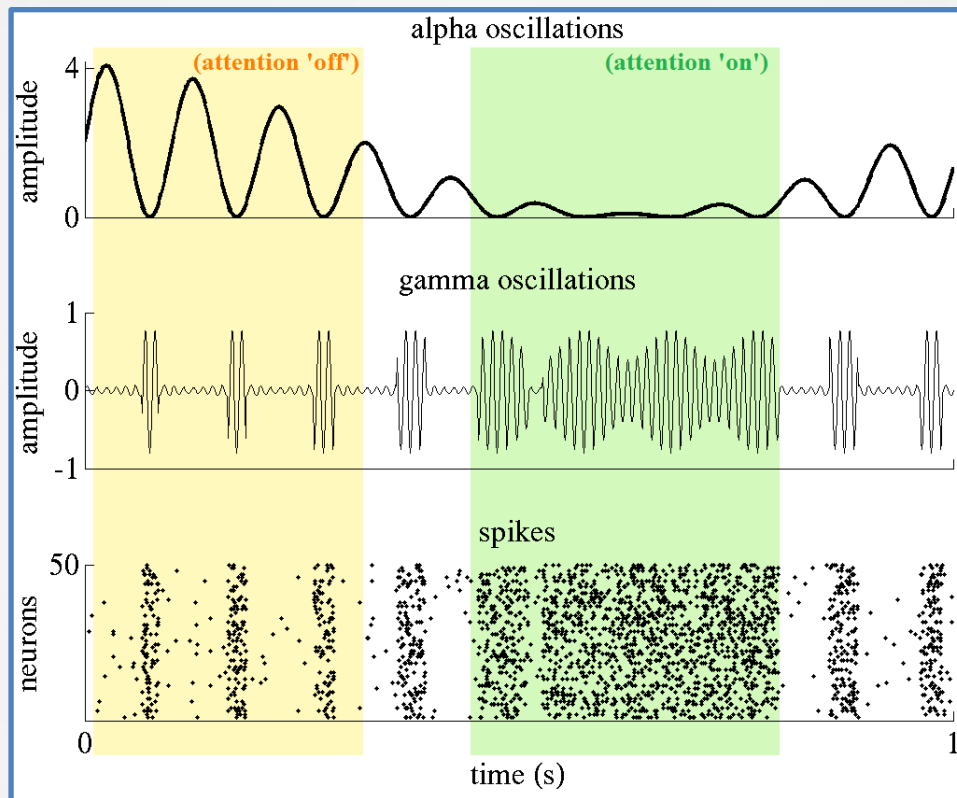 alpha oscillations
(attention 'off')
(attention 'on')
4
amplitude
0
gamma oscillations
1
amplitude
0
-1
spikes
50
neurons
0
1
time (s)